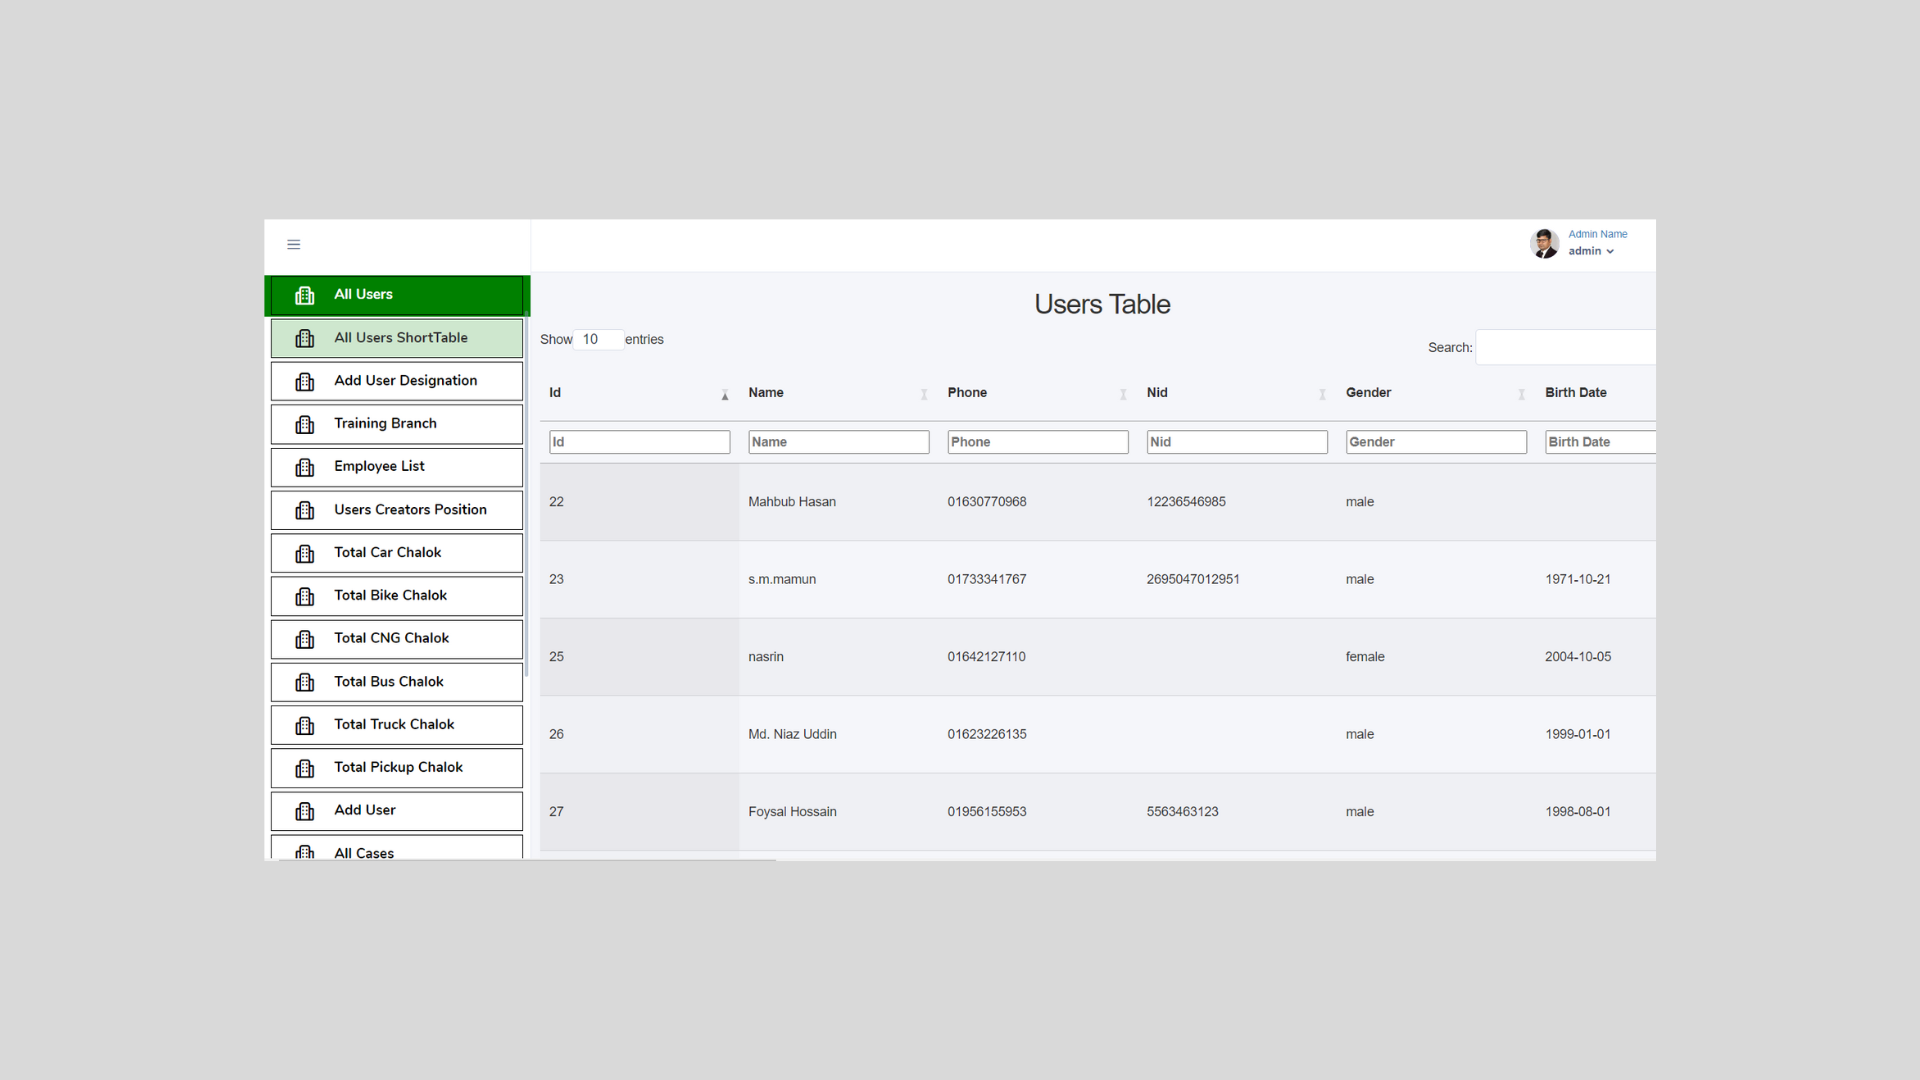 Admin Name
admin
All Users
All Users ShortTable
Add User Designation
Training Branch
Employee List
Users Creators Position
Total Car Chalok
Total Bike Chalok
Total CNG Chalok
Total Bus Chalok
Total Truck Chalok
Total Pickup Chalok
Add User
All Cases
Users Table
Show 10 entries
Search:
Id Name Phone Nid Gender Birth Date
Id Name Phone Nid Gender Birth Date
22 Mahbub Hasan 01630770968 12236546985 male
23 s.m.mamun 01733341767 2695047012951 male 1971-10-21
25 nasrin 01642127110 female 2004-10-05
26 Md. Niaz Uddin 01623226135 male 1999-01-01
27 Foysal Hossain 01956155953 5563463123 male 1998-08-01